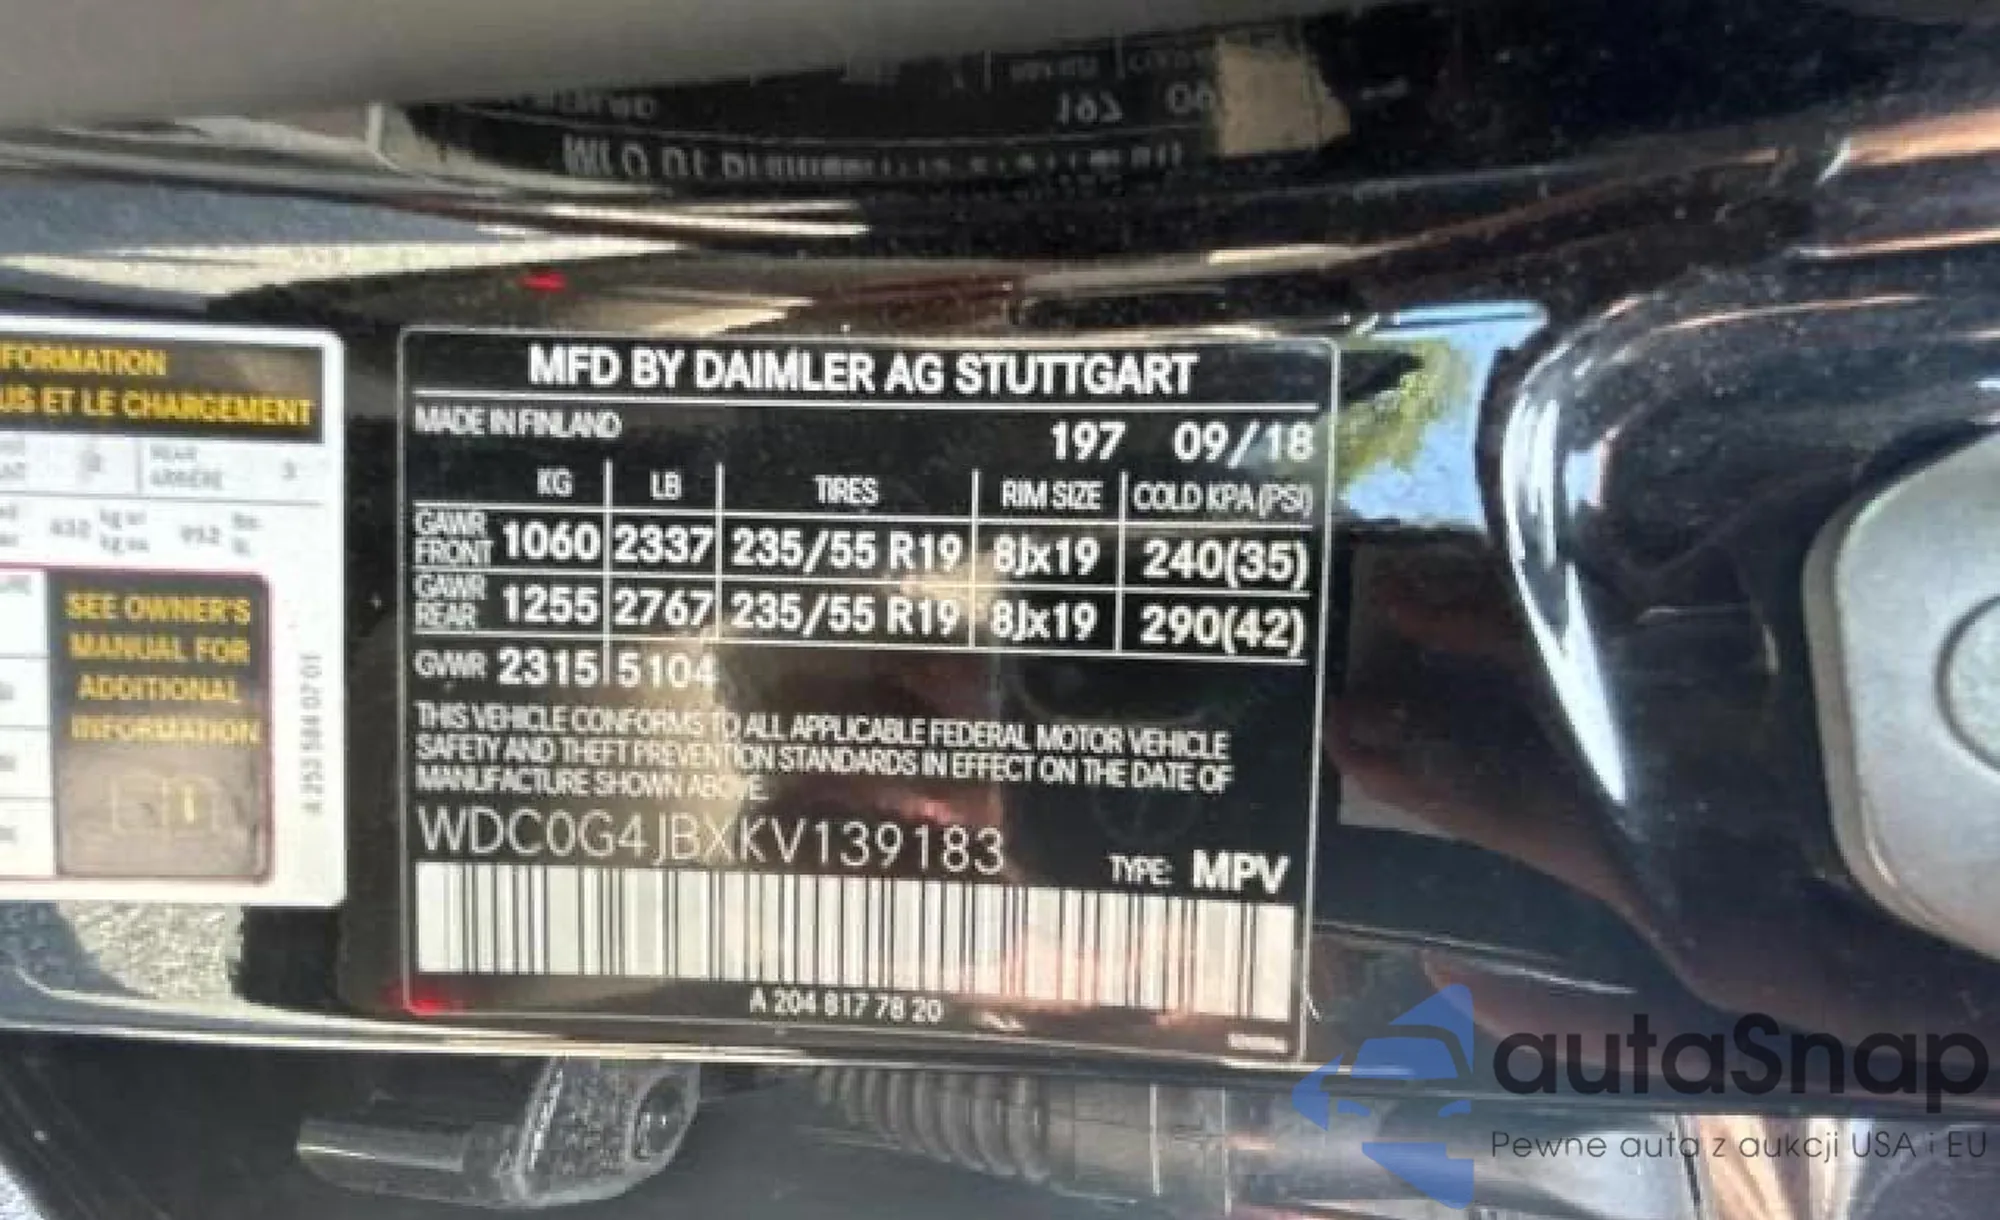 FORMATION
US ET LE CHARGEMENT
REAR
ARRIÈRE
SEE OWNER'S
MANUAL FOR
ADDITIONAL
INFORMATION
MFD BY DAIMLER AG STUTTGART
MADE IN FINLAND
197 09/18
KG LB TIRES RIM SIZE COLD KPA (PSI)
GAWR FRONT 1060 2337 235/55 R19 8Jx19 240(35)
GAWR REAR 1255 2767 235/55 R19 8Jx19 290(42)
GVWR 2315 5104
THIS VEHICLE CONFORMS TO ALL APPLICABLE FEDERAL MOTOR VEHICLE
SAFETY AND THEFT PREVENTION STANDARDS IN EFFECT ON THE DATE OF
MANUFACTURE SHOWN ABOVE.
WDC0G4JBXKV139183
TYPE: MPV
A 204 817 78 20
autaSnap
Pewne auta z aukcji USA i EU